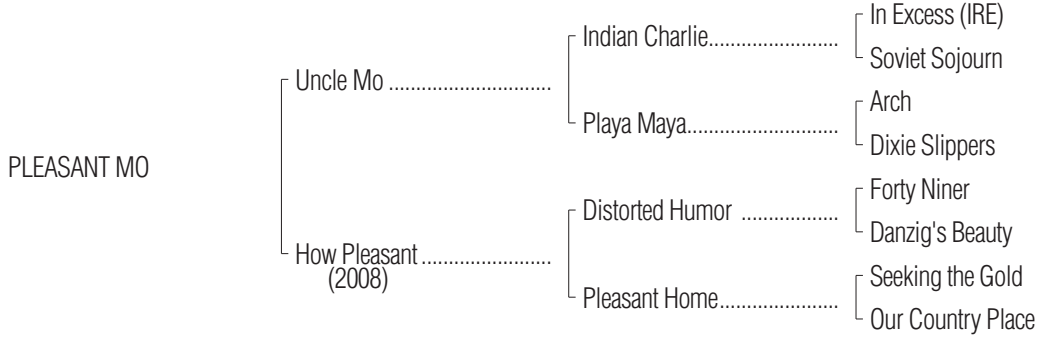 In Excess (IRE)
Indian Charlie........................
Soviet Sojourn
Uncle Mo ..............................
Arch
Playa Maya............................
Dixie Slippers
PLEASANT MO
Forty Niner
Distorted Humor ..................
Danzig's Beauty
How Pleasant ........................
(2008)
Seeking the Gold
Pleasant Home......................
Our Country Place